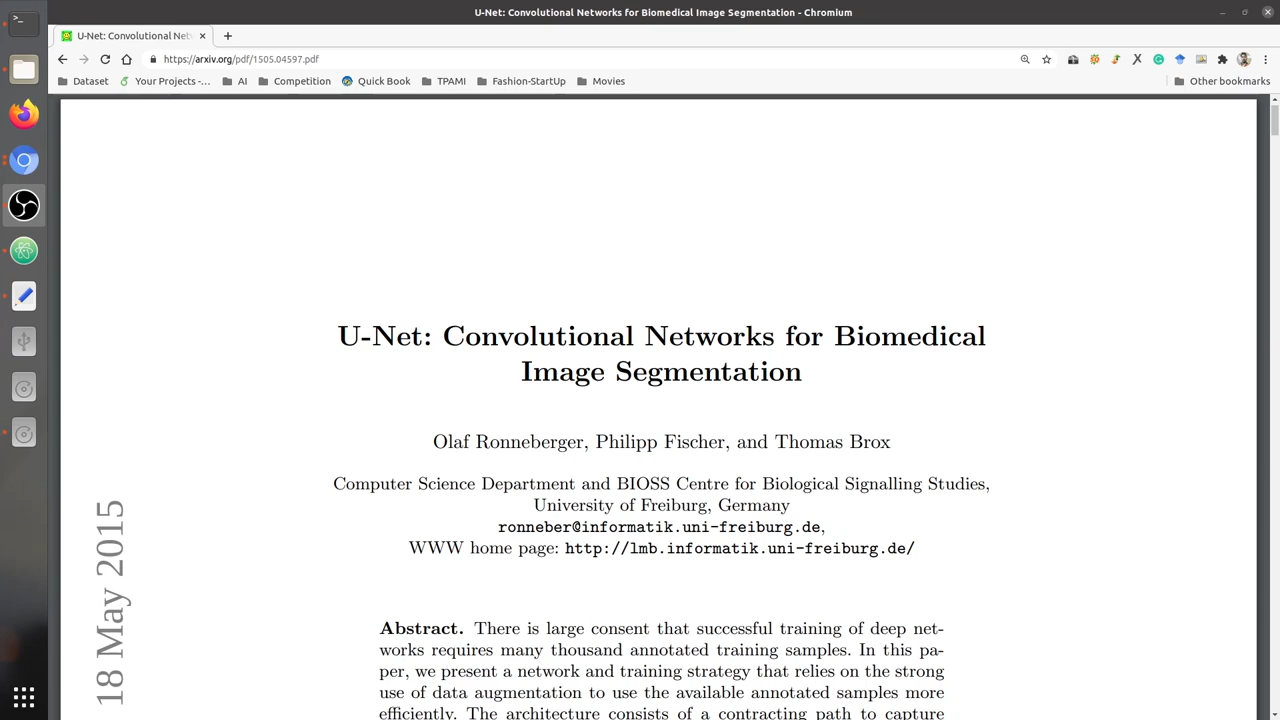 U-Net: Convolutional Networks for Biomedical Image Segmentation - Chromium
U-Net: Convolutional Net
https://arxiv.org/pdf/1505.04597.pdf
Dataset
Your Projects -...
AI
Competition
Quick Book
TPAMI
Fashion-StartUp
Movies
Other bookmarks
U-Net: Convolutional Networks for Biomedical
Image Segmentation
Olaf Ronneberger, Philipp Fischer, and Thomas Brox
Computer Science Department and BIOSS Centre for Biological Signalling Studies,
University of Freiburg, Germany
ronneber@informatik.uni-freiburg.de,
WWW home page: http://lmb.informatik.uni-freiburg.de/
18 May 2015
Abstract. There is large consent that successful training of deep net-
works requires many thousand annotated training samples. In this pa-
per, we present a network and training strategy that relies on the strong
use of data augmentation to use the available annotated samples more
efficiently. The architecture consists of a contracting path to capture